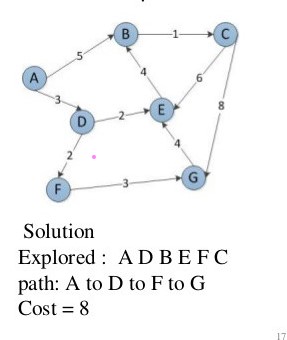 B
1
C
5
A
4
6
3
8
D
2
E
2
4
F
3
G
Solution
Explored : A D B E F C
path: A to D to F to G
Cost = 8
17